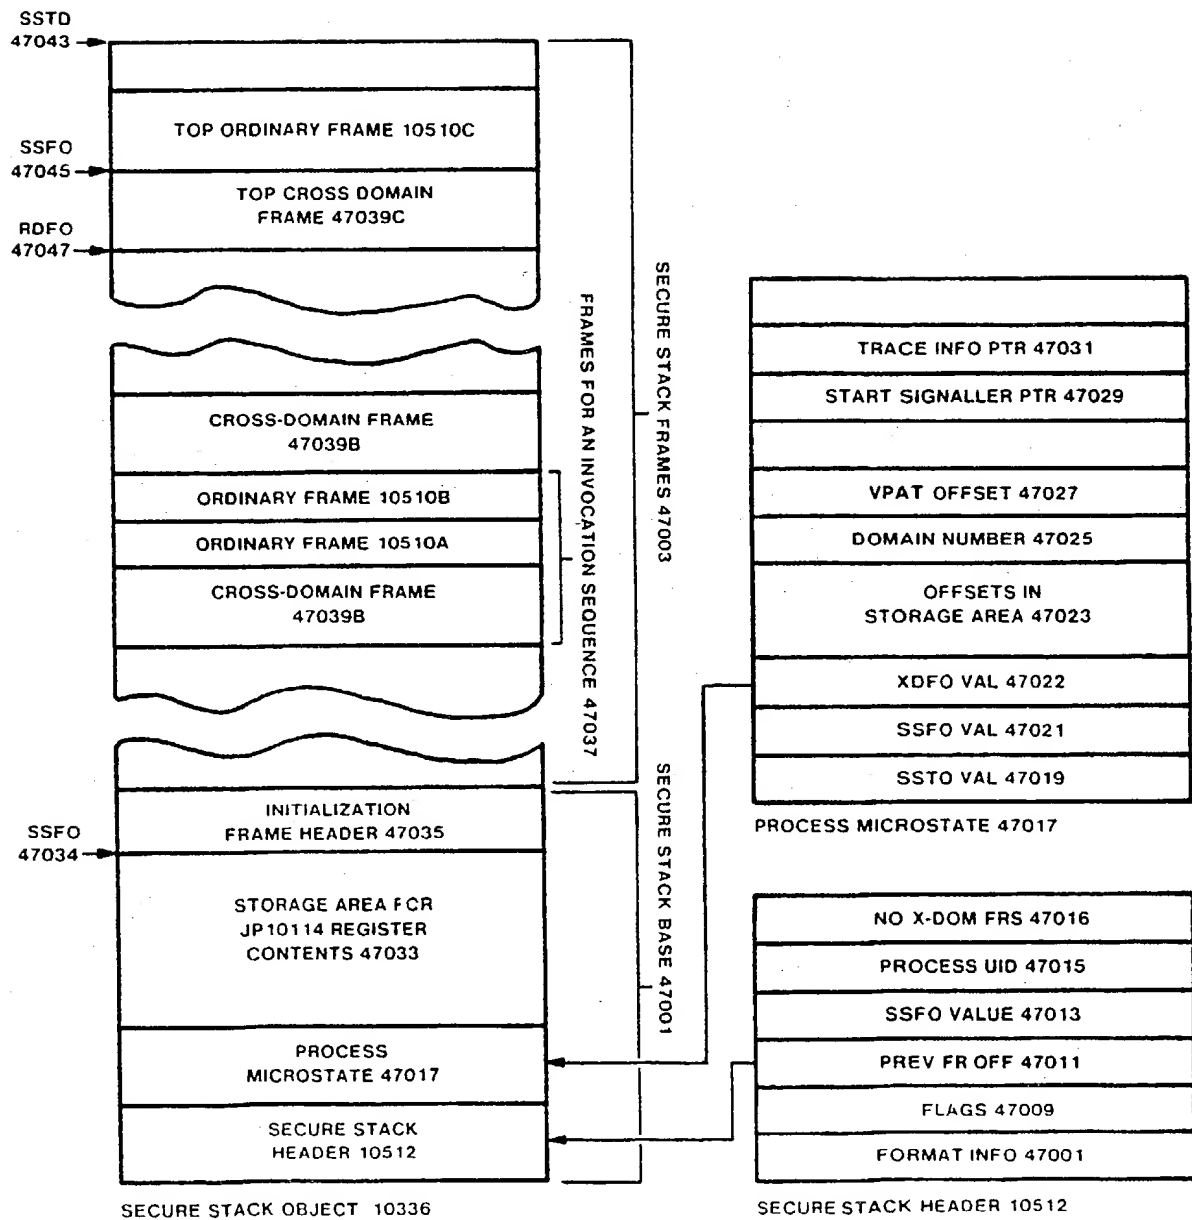 SSTD
47043
TOP ORDINARY FRAME 10510C
SSFO
47045
TOP CROSS DOMAIN
FRAME 47039C
RDFO
47047
CROSS-DOMAIN FRAME
47039B
ORDINARY FRAME 10510B
ORDINARY FRAME 10510A
CROSS-DOMAIN FRAME
47039B
INITIALIZATION
FRAME HEADER 47035
SSFO
47034
STORAGE AREA FCR
JP10114 REGISTER
CONTENTS 47033
PROCESS
MICROSTATE 47017
SECURE STACK
HEADER 10512
SECURE STACK OBJECT 10336
FRAMES FOR AN INVOCATION SEQUENCE 47037
SECURE STACK FRAMES 47003
SECURE STACK BASE 47001
TRACE INFO PTR 47031
START SIGNALLER PTR 47029
VPAT OFFSET 47027
DOMAIN NUMBER 47025
OFFSETS IN
STORAGE AREA 47023
XDFO VAL 47022
SSFO VAL 47021
SSTO VAL 47019
PROCESS MICROSTATE 47017
NO X-DOM FRS 47016
PROCESS UID 47015
SSFO VALUE 47013
PREV FR OFF 47011
FLAGS 47009
FORMAT INFO 47001
SECURE STACK HEADER 10512